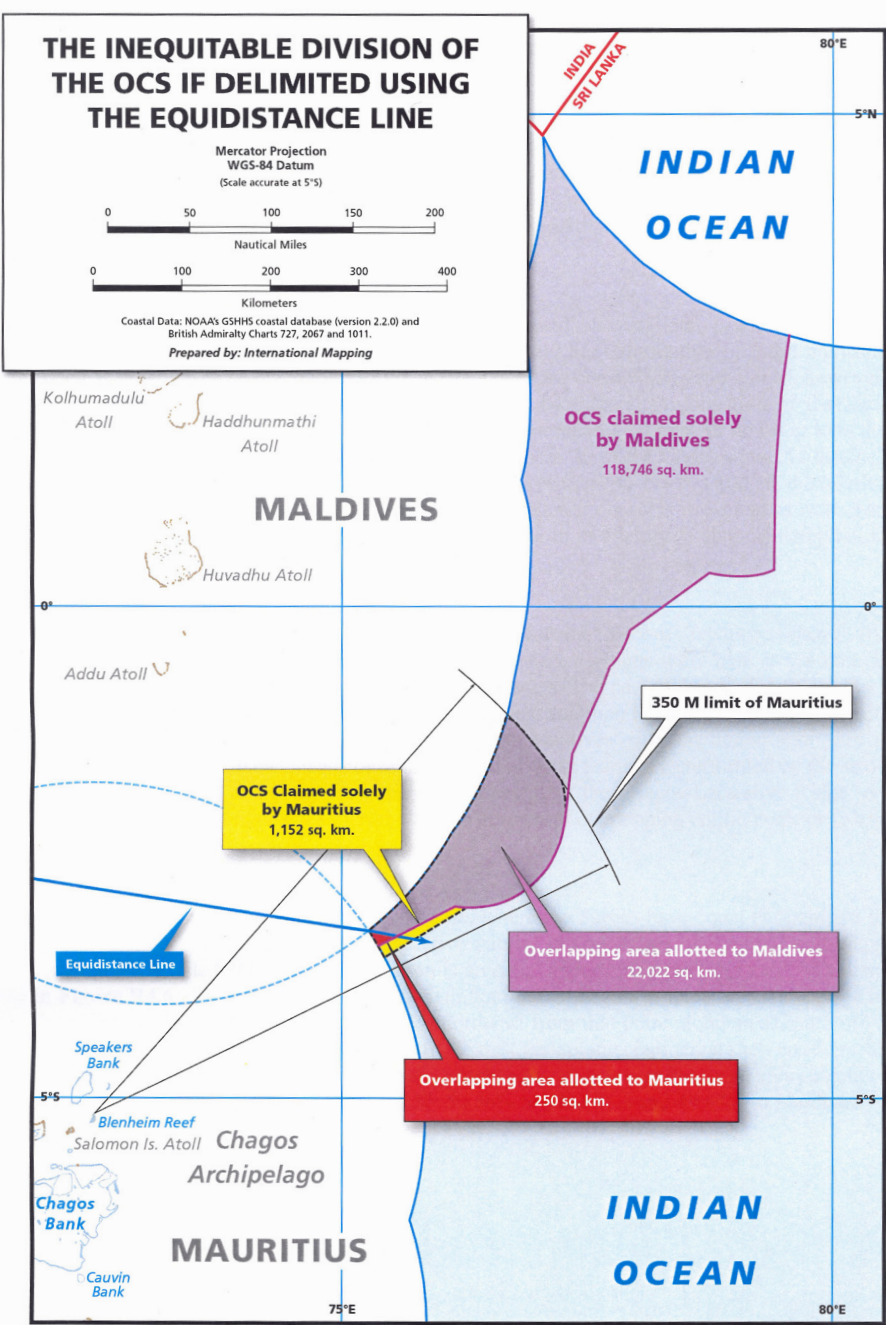 THE INEQUITABLE DIVISION OF
THE OCS IF DELIMITED USING
THE EQUIDISTANCE LINE
Mercator Projection
WGS-84 Datum
(Scale accurate at 5°S)
0 50 100 150 200
Nautical Miles
0 100 200 300 400
Kilometers
Coastal Data: NOAA's GSHHS coastal database (version 2.2.0) and
British Admiralty Charts 727, 2067 and 1011.
Prepared by: International Mapping
INDIA
SRI LANKA
80°E
5°N
INDIAN
OCEAN
Kolhumadulu
Atoll
Haddhunmathi
Atoll
OCS claimed solely
by Maldives
118,746 sq. km.
MALDIVES
Huvadhu Atoll
0°
0°
Addu Atoll
350 M limit of Mauritius
OCS Claimed solely
by Mauritius
1,152 sq. km.
Equidistance Line
Overlapping area allotted to Maldives
22,022 sq. km.
Speakers
Bank
Overlapping area allotted to Mauritius
250 sq. km.
5°S
5°S
Blenheim Reef
Salomon Is. Atoll
Chagos
Archipelago
Chagos
Bank
INDIAN
OCEAN
MAURITIUS
Cauvin
Bank
75°E
80°E